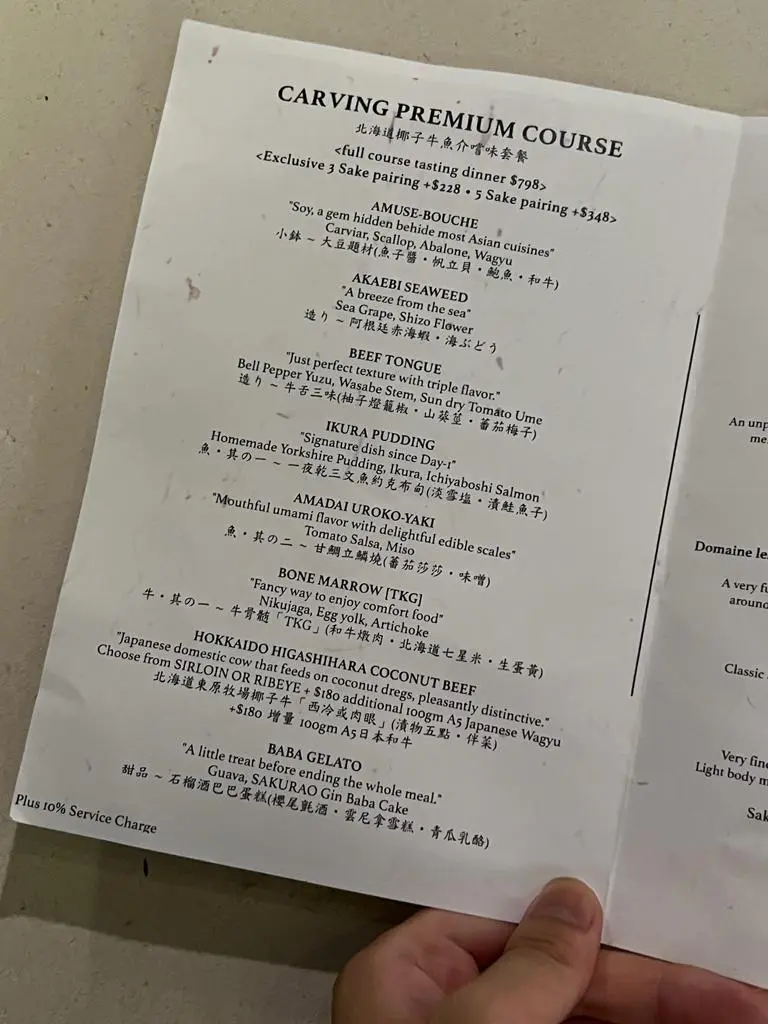 CARVING PREMIUM COURSE
北海道椰子牛魚介嚐味套餐
<full course tasting dinner $798>
<Exclusive 3 Sake pairing +$228 • 5 Sake pairing +$348>
AMUSE-BOUCHE
"Soy, a gem hidden behide most Asian cuisines"
Carviar, Scallop, Abalone, Wagyu
小鉢 ~ 大豆題材(魚子醬・帆立貝・鮑魚・和牛)
AKAEBI SEAWEED
"A breeze from the sea"
Sea Grape, Shizo Flower
造り ~ 阿根廷赤海蝦・海ぶどう
BEEF TONGUE
"Just perfect texture with triple flavor."
Bell Pepper Yuzu, Wasabe Stem, Sun dry Tomato Ume
造り ~ 牛舌三味(柚子燈籠椒・山葵莖・蕃茄梅子)
IKURA PUDDING
"Signature dish since Day-1"
Homemade Yorkshire Pudding, Ikura, Ichiyaboshi Salmon
魚・其の一 ~ 一夜乾三文魚約克布甸(淡雪塩・漬鮭魚子)
AMADAI UROKO-YAKI
"Mouthful umami flavor with delightful edible scales"
Tomato Salsa, Miso
魚・其の二 ~ 甘鯛立鱗燒(蕃茄莎莎・味噌)
BONE MARROW [TKG]
"Fancy way to enjoy comfort food"
Nikujaga, Egg yolk, Artichoke
牛・其の一 ~ 牛骨髓「TKG」(和牛燉肉・北海道七星米・生蛋黃)
HOKKAIDO HIGASHIHARA COCONUT BEEF
"Japanese domestic cow that feeds on coconut dregs, pleasantly distinctive."
Choose from SIRLOIN OR RIBEYE + $180 additional 100gm A5 Japanese Wagyu
北海道東原牧場椰子牛「西冷或肉眼」(漬物五點・伴菜)
+$180 增量 100gm A5日本和牛
BABA GELATO
"A little treat before ending the whole meal."
Guava, SAKURAO Gin Baba Cake
甜品 ~ 石榴酒巴巴蛋糕(櫻尾氈酒・雲尼拿雪糕・青瓜乳酪)
Plus 10% Service Charge
An unp
me
Domaine le
A very fu
around
Classic
Very fine
Light body m
Sak